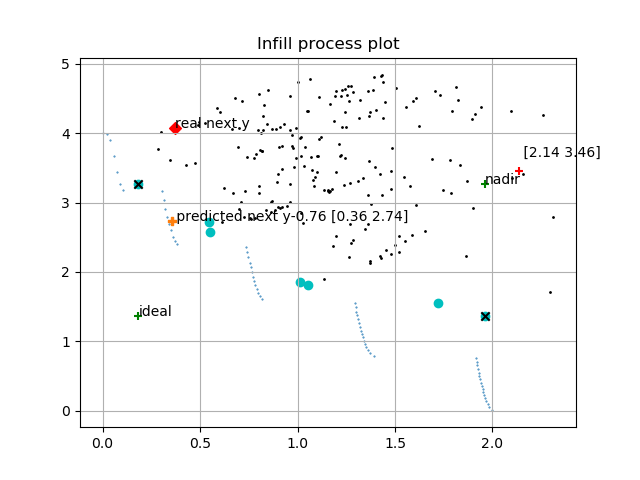 Infill process plot
5
4
3
2
1
0
real next y
[2.14 3.46]
nadir
predicted next y-0.76 [0.36 2.74]
ideal
0.0 0.5 1.0 1.5 2.0